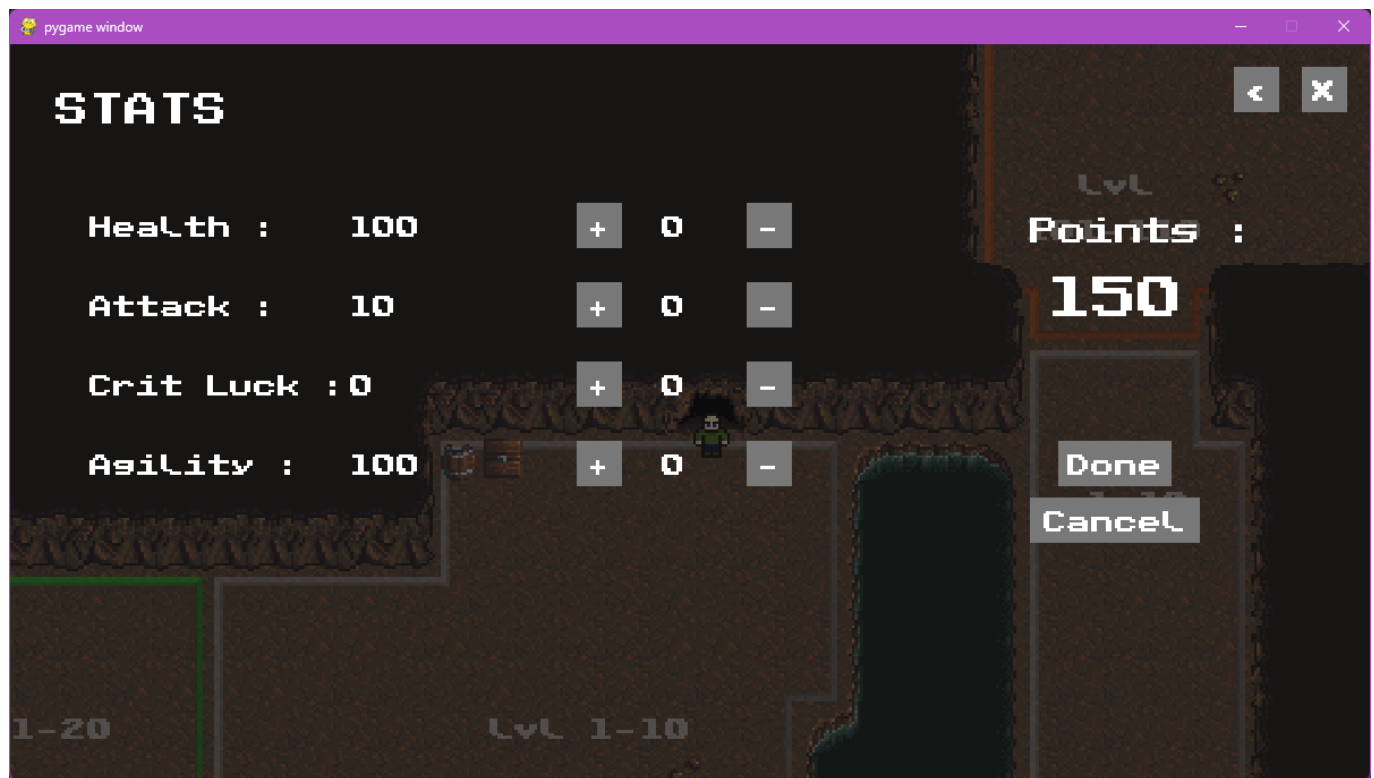 pygame window
STATS
< X
Lvl
Health : 100 + 0 -
Points :
150
Attack : 10 + 0 -
Crit Luck :0 + 0 -
Agility : 100 + 0 -
Done
Cancel
1-20
Lvl 1-10